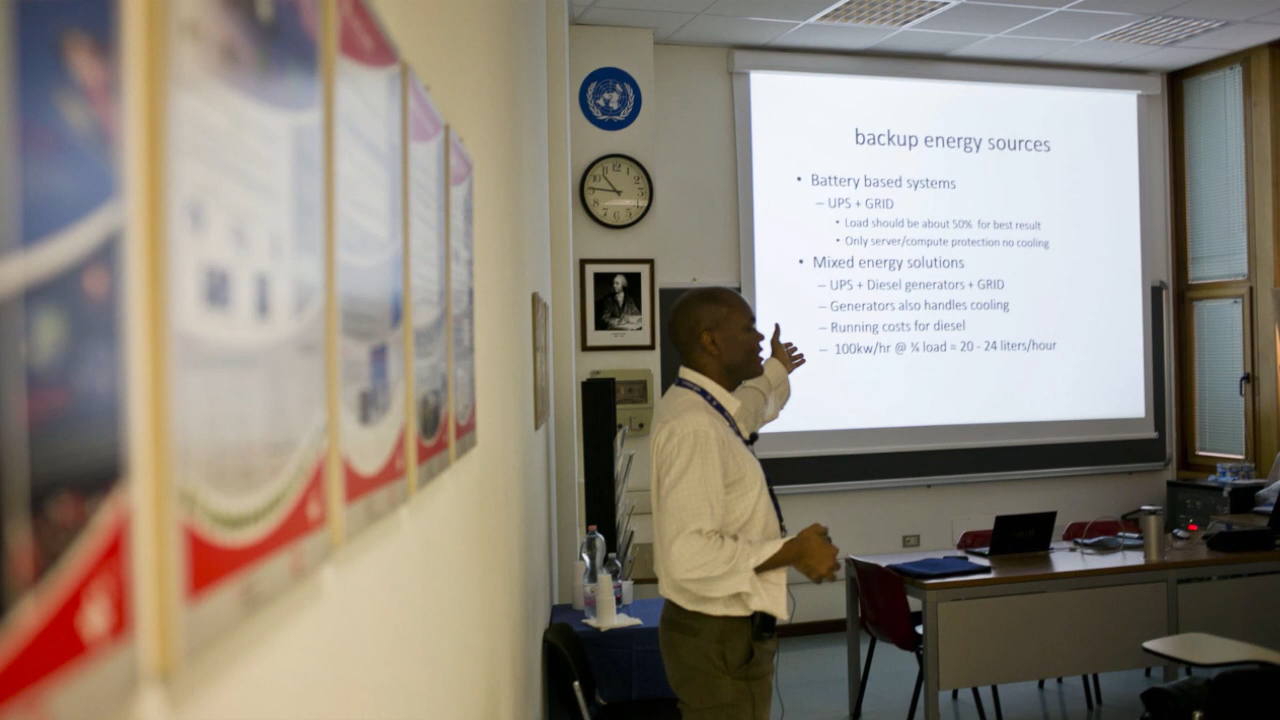 backup energy sources
• Battery based systems
– UPS + GRID
• Load should be about 50% for best result
• Only server/compute protection no cooling
• Mixed energy solutions
– UPS + Diesel generators + GRID
– Generators also handles cooling
– Running costs for diesel
– 100kw/hr @ ¾ load = 20 - 24 liters/hour